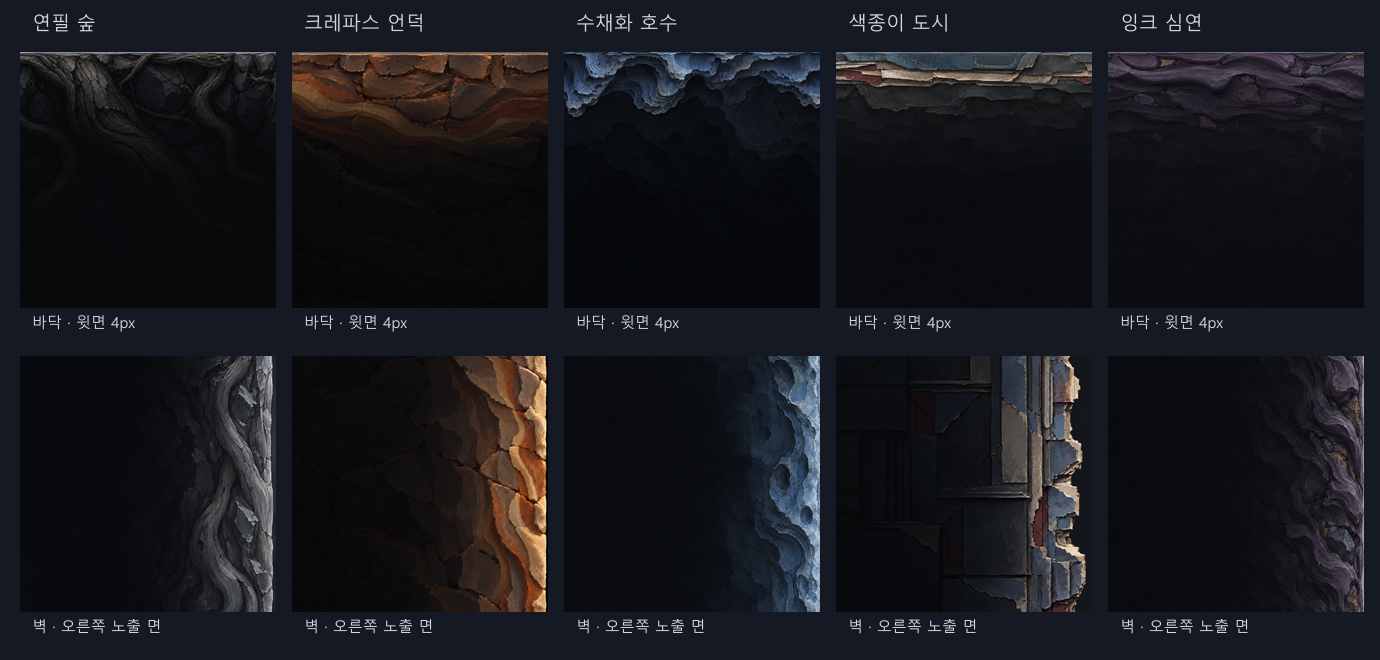 연필 숲
크레파스 언덕
수채화 호수
색종이 도시
잉크 심연
바닥 · 윗면 4px
바닥 · 윗면 4px
바닥 · 윗면 4px
바닥 · 윗면 4px
바닥 · 윗면 4px
벽 · 오른쪽 노출 면
벽 · 오른쪽 노출 면
벽 · 오른쪽 노출 면
벽 · 오른쪽 노출 면
벽 · 오른쪽 노출 면